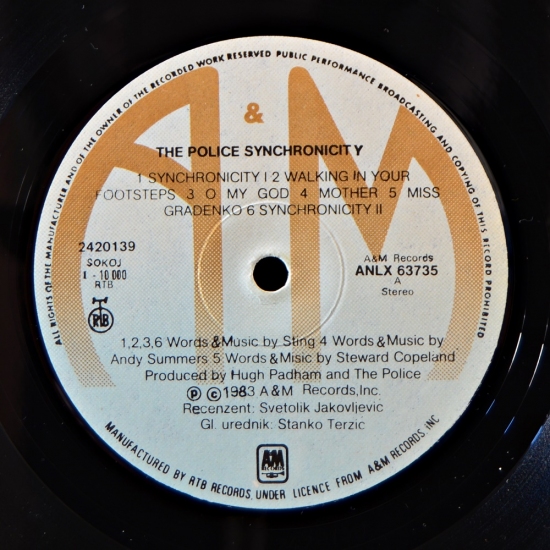 ALL RIGHTS OF THE MANUFACTURER AND OF THE OWNER OF THE RECORDED WORK RESERVED PUBLIC PERFORMANCE BROADCASTING AND COPYING OF THIS RECORD PROHIBITED
&
THE POLICE SYNCHRONICITY
1 SYNCHRONICITY I 2 WALKING IN YOUR
FOOTSTEPS 3 O MY GOD 4 MOTHER 5 MISS
GRADENKO 6 SYNCHRONICITY II
2420139
SOKOJ
1 - 10 000
RTB
RTB
A&M Records
ANLX 63735
A
Stereo
1,2,3,6 Words & Music by Sting 4 Words & Music by
Andy Summers 5 Words & Misic by Steward Copeland
Produced by Hugh Padham and The Police
Ⓟ Ⓒ 1983 A & M Records,Inc.
Recenzent: Svetolik Jakovljevic
Gl. urednik: Stanko Terzic
A&M
RECORDS
MANUFACTURED BY RTB RECORDS, UNDER LICENCE FROM A&M RECORDS, INC
A&M